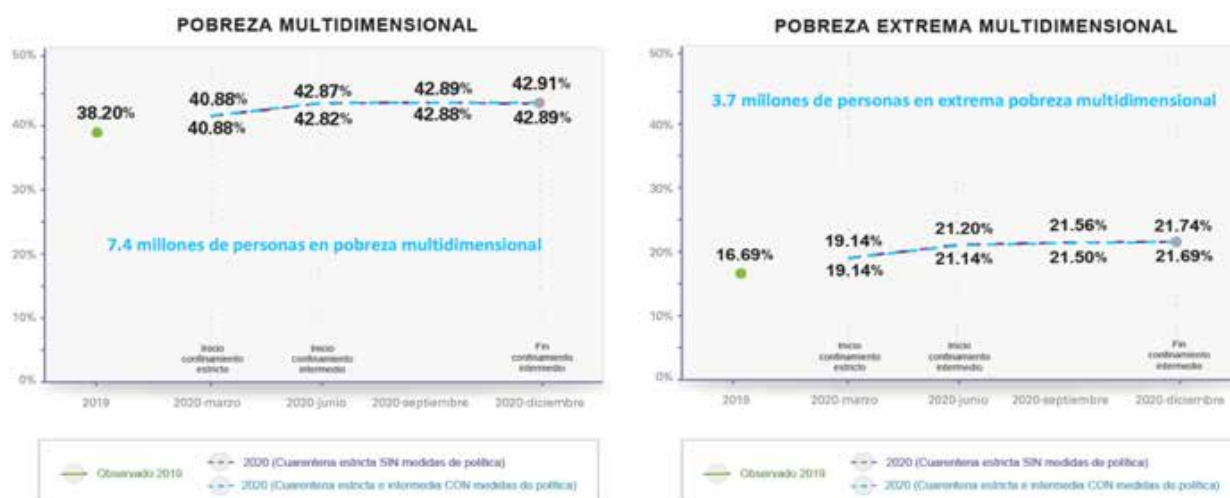 POBREZA MULTIDIMENSIONAL
50%
40%
30%
20%
10%
0%
38.20%
40.88%
40.88%
42.87%
42.82%
42.89%
42.88%
42.91%
42.89%
7.4 millones de personas en pobreza multidimensional
Inicio
confinamiento
estricto
Inicio
confinamiento
intermedio
Fin
confinamiento
intermedio
2019
2020-marzo
2020-junio
2020-septiembre
2020-diciembre
Observado 2019
2020 (Cuarentena estricta SIN medidas de política)
2020 (Cuarentena estricta e intermedia CON medidas de política)
POBREZA EXTREMA MULTIDIMENSIONAL
50%
40%
30%
20%
10%
0%
3.7 millones de personas en extrema pobreza multidimensional
16.69%
19.14%
19.14%
21.20%
21.14%
21.56%
21.50%
21.74%
21.69%
Inicio
confinamiento
estricto
Inicio
confinamiento
intermedio
Fin
confinamiento
intermedio
2019
2020-marzo
2020-junio
2020-septiembre
2020-diciembre
Observado 2019
2020 (Cuarentena estricta SIN medidas de política)
2020 (Cuarentena estricta e intermedia CON medidas de política)